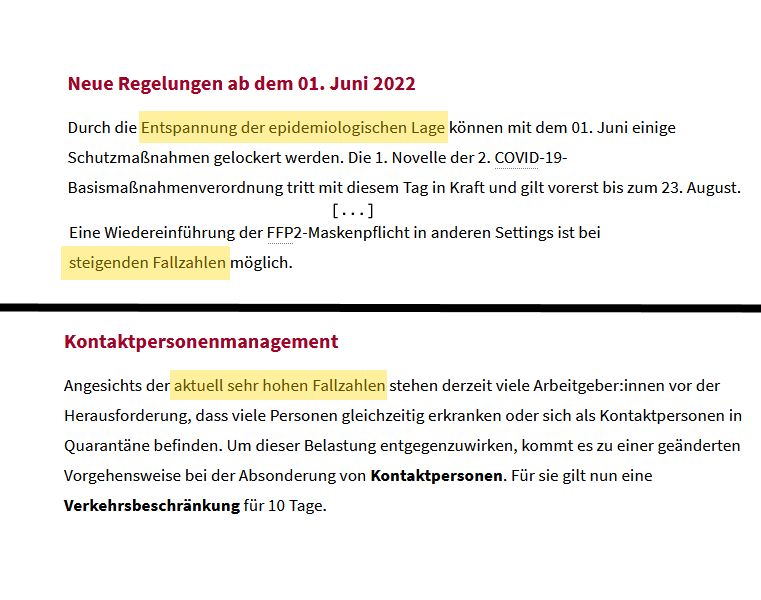 Neue Regelungen ab dem 01. Juni 2022
Durch die Entspannung der epidemiologischen Lage können mit dem 01. Juni einige
Schutzmaßnahmen gelockert werden. Die 1. Novelle der 2. COVID-19-
Basismaßnahmenverordnung tritt mit diesem Tag in Kraft und gilt vorerst bis zum 23. August.
[...]
Eine Wiedereinführung der FFP2-Maskenpflicht in anderen Settings ist bei
steigenden Fallzahlen möglich.
Kontaktpersonenmanagement
Angesichts der aktuell sehr hohen Fallzahlen stehen derzeit viele Arbeitgeber:innen vor der
Herausforderung, dass viele Personen gleichzeitig erkranken oder sich als Kontaktpersonen in
Quarantäne befinden. Um dieser Belastung entgegenzuwirken, kommt es zu einer geänderten
Vorgehensweise bei der Absonderung von Kontaktpersonen. Für sie gilt nun eine
Verkehrsbeschränkung für 10 Tage.